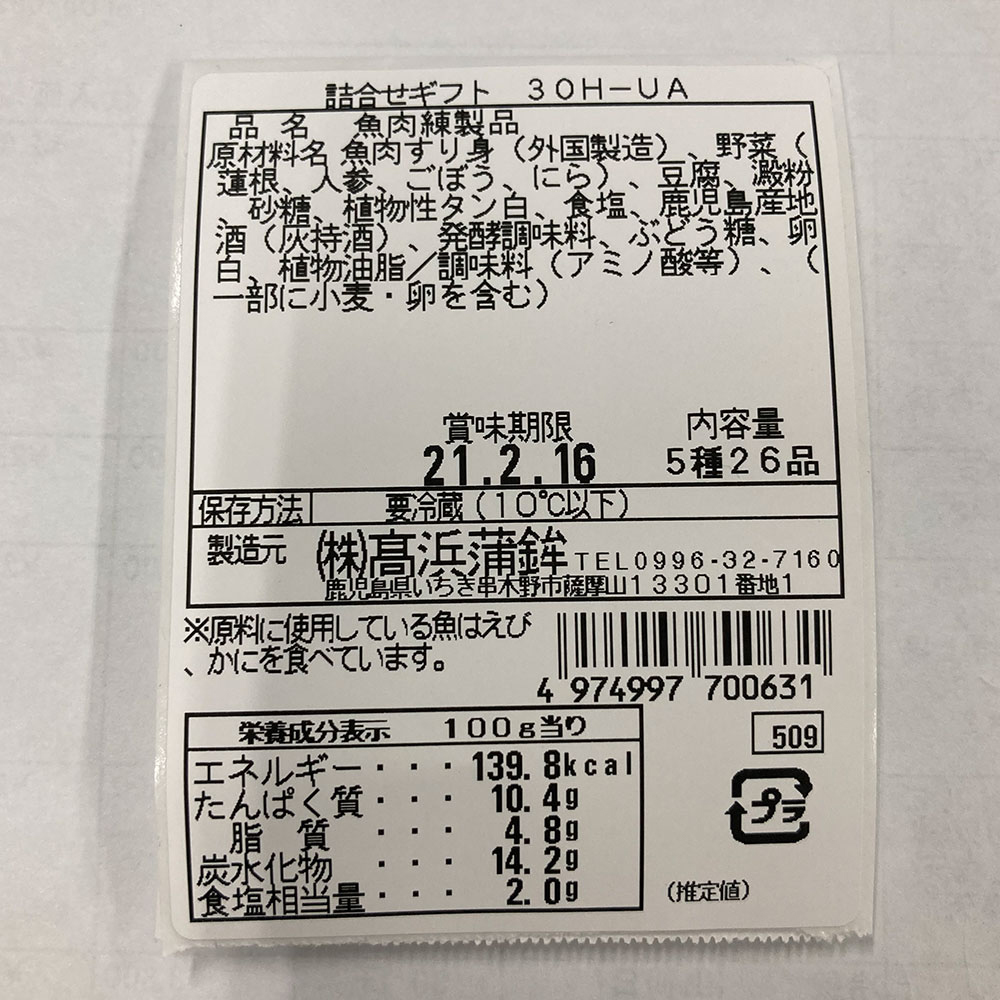 詰合せギフト　３０Ｈ－ＵＡ
品　名　　魚肉練製品
原材料名 魚肉すり身（外国製造）、野菜（
蓮根、人参、ごぼう、にら）、豆腐、澱粉
、砂糖、植物性タン白、食塩、鹿児島産地
酒（灰持酒）、発酵調味料、ぶどう糖、卵
白、植物油脂／調味料（アミノ酸等）、（
一部に小麦・卵を含む）
賞味期限　内容量
21.2.16　５種２６品
保存方法　要冷蔵（１０℃以下）
製造元　㈱髙浜蒲鉾 TEL0996-32-7160
鹿児島県いちき串木野市薩摩山１３３０１番地１
※原料に使用している魚はえび
、かにを食べています。
4 974997 700631
栄養成分表示　１００ｇ当り
509
エネルギー・・・139.8kcal
たんぱく質・・・10.4g
脂　質・・・4.8g
プラ
炭水化物・・・14.2g
食塩相当量・・・2.0g
（推定値）